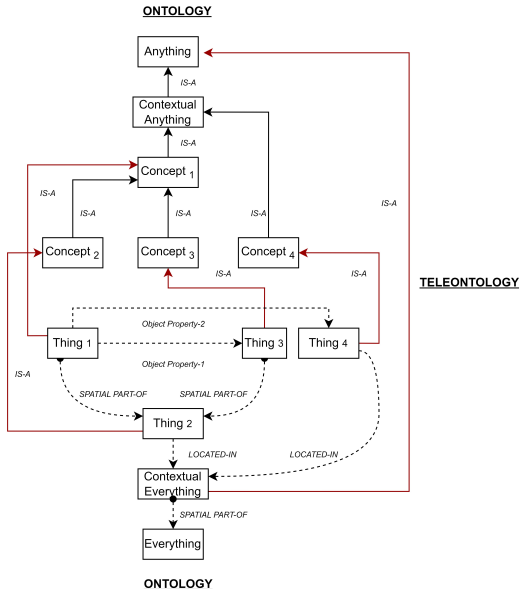 ONTOLOGY
Anything
IS-A
Contextual
Anything
IS-A
Concept 1
IS-A
IS-A
IS-A
IS-A
IS-A
Concept 2
Concept 3
Concept 4
IS-A
IS-A
TELEONTOLOGY
Object Property-2
Thing 1
Thing 3
Thing 4
Object Property-1
IS-A
SPATIAL PART-OF
SPATIAL PART-OF
Thing 2
LOCATED-IN
LOCATED-IN
Contextual
Everything
SPATIAL PART-OF
Everything
ONTOLOGY